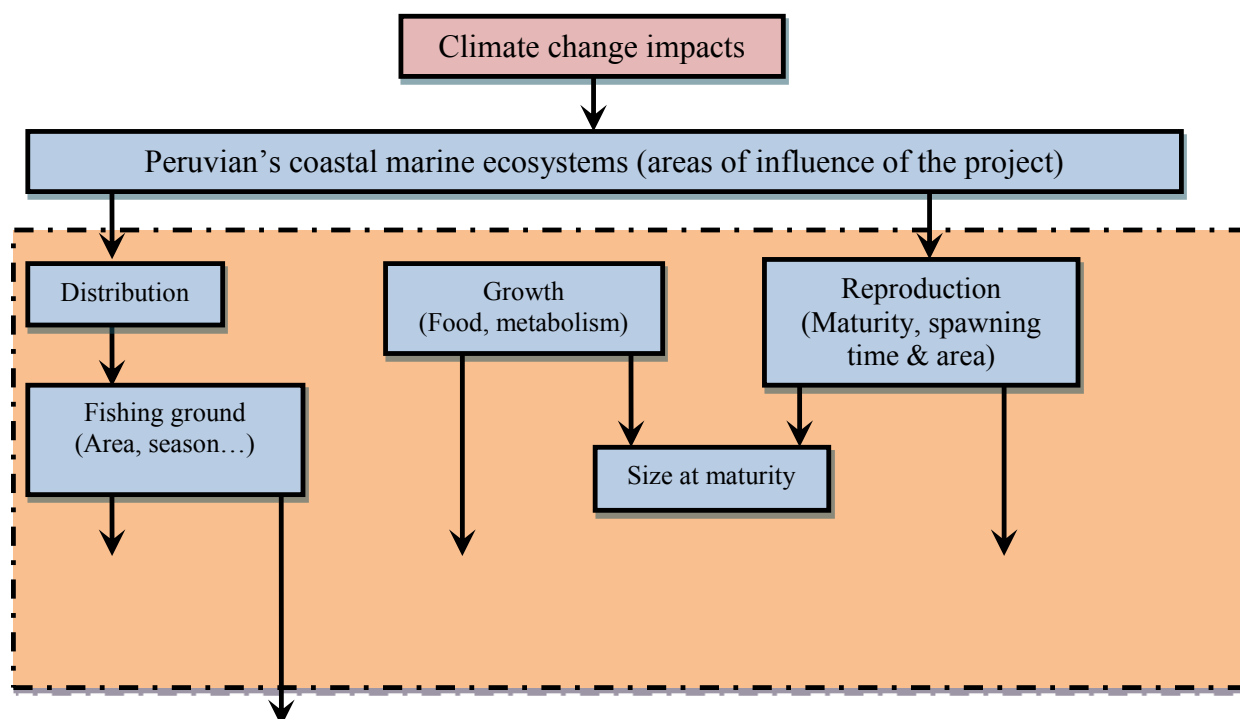 Climate change impacts
Peruvian’s coastal marine ecosystems (areas of influence of the project)
Distribution
Growth
(Food, metabolism)
Reproduction
(Maturity, spawning
time & area)
Fishing ground
(Area, season…)
Size at maturity